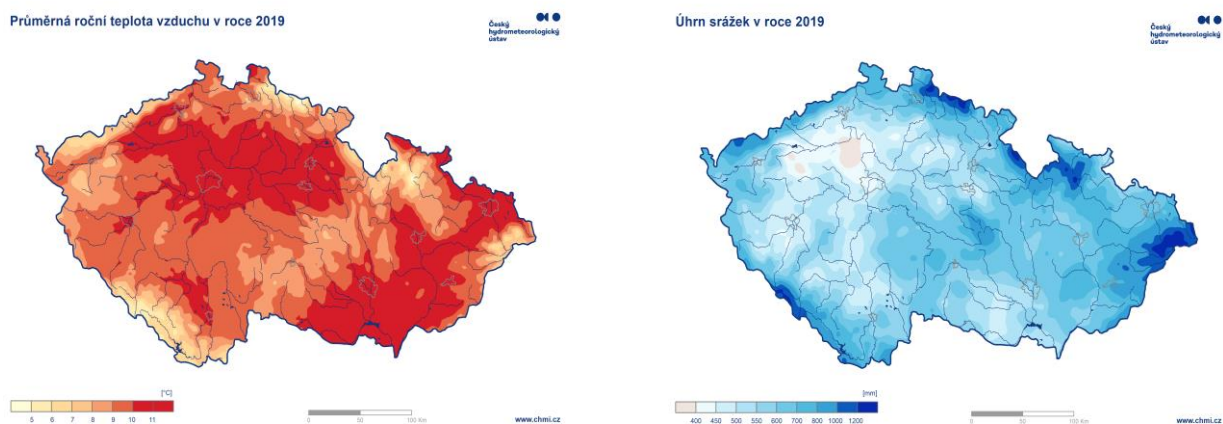 Průměrná roční teplota vzduchu v roce 2019
Český
hydrometeorologický
ústav
[°C]
5 6 7 8 9 10 11
0 50 100 Km
www.chmi.cz
Úhrn srážek v roce 2019
Český
hydrometeorologický
ústav
[mm]
400 450 500 550 600 700 800 1000 1200
0 50 100 Km
www.chmi.cz